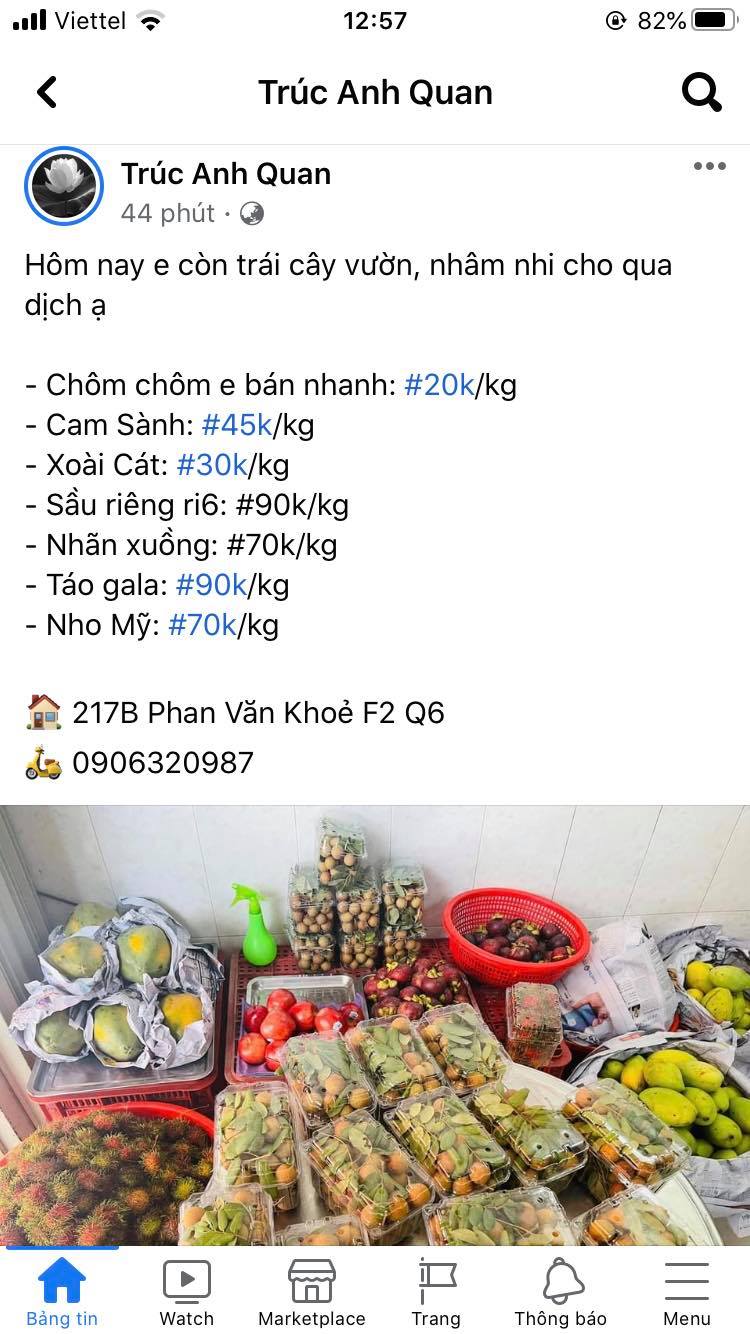 Viettel 12:57 82%
Trúc Anh Quan
Trúc Anh Quan
44 phút ·
Hôm nay e còn trái cây vườn, nhâm nhi cho qua
dịch ạ
- Chôm chôm e bán nhanh: #20k/kg
- Cam Sành: #45k/kg
- Xoài Cát: #30k/kg
- Sầu riêng ri6: #90k/kg
- Nhãn xuồng: #70k/kg
- Táo gala: #90k/kg
- Nho Mỹ: #70k/kg
217B Phan Văn Khoẻ F2 Q6
0906320987
Bảng tin Watch Marketplace Trang Thông báo Menu